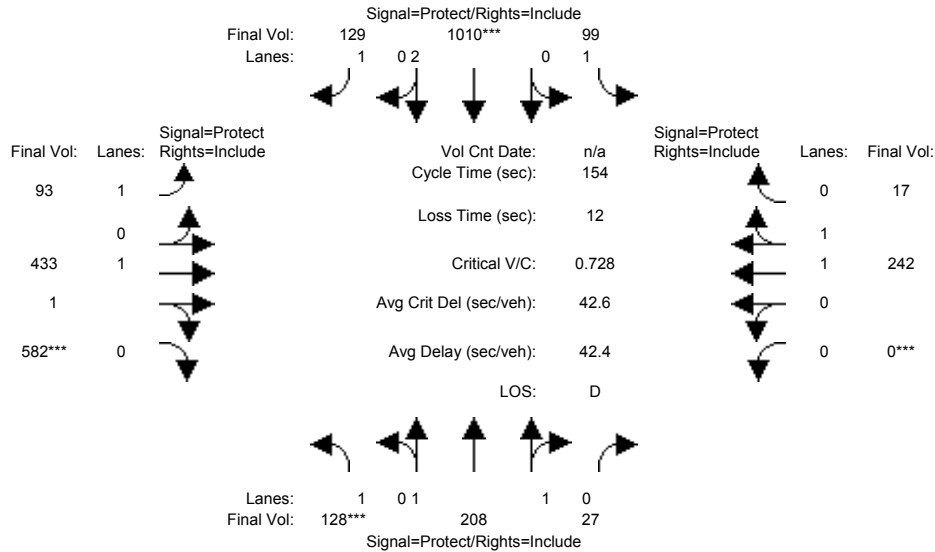 Signal=Protect/Rights=Include
Final Vol: 129 1010*** 99
Lanes: 1 0 2 0 1
Signal=Protect Signal=Protect
Final Vol: Lanes: Rights=Include Vol Cnt Date: n/a Rights=Include Lanes: Final Vol:
Cycle Time (sec): 154
93 1 0 17
Loss Time (sec): 12
0 1
433 1 Critical V/C: 0.728 1 242
1 Avg Crit Del (sec/veh): 42.6 0
582*** 0 Avg Delay (sec/veh): 42.4 0 0***
LOS: D
Lanes: 1 0 1 1 0
Final Vol: 128*** 208 27
Signal=Protect/Rights=Include